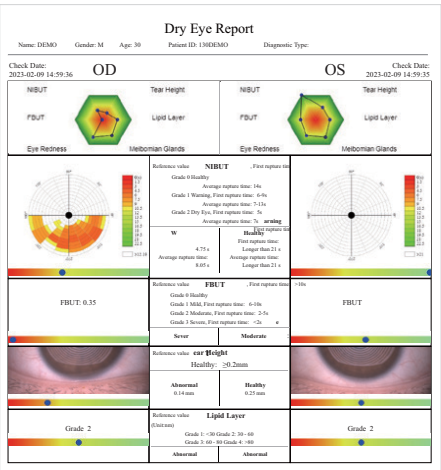 Dry Eye Report
Name: DEMO Gender: M Age: 30 Patient ID: 130DEMO Diagnostic Type:
Check Date:
2023-02-09 14:59:36
OD
OS
Check Date:
2023-02-09 14:59:35
NIBUT Tear Height
FBUT Lipid Layer
Eye Redness Meibomian Glands
NIBUT Tear Height
FBUT Lipid Layer
Eye Redness Meibomian Glands
Reference value NIBUT , First rupture time
Grade 0 Healthy
Average rupture time: 14s
Grade 1 Warning, First rupture time: 6-9s
Average rupture time: 7-13s
Grade 2 Dry Eye, First rupture time: 5s
Average rupture time: 7s arning
First rupture tim
W
4.75 s
Average rupture time:
8.05 s
Healthy
First rupture time:
Longer than 21 s
Average rupture time:
Longer than 21 s
FBUT: 0.35
Reference value FBUT , First rupture time: >10s
Grade 0 Healthy
Grade 1 Mild, First rupture time: 6-10s
Grade 2 Moderate, First rupture time: 2-5s
Grade 3 Severe, First rupture time: <2s e
Sever Moderate
FBUT
Reference value ear Height
Healthy: ≥0.2mm
Abnormal
0.14 mm
Healthy
0.25 mm
Grade 2
Reference value Lipid Layer
(Unit:nm)
Grade 1: <30 Grade 2: 30 - 60
Grade 3: 60 - 80 Grade 4: >80
Abnormal Abnormal
Grade 2